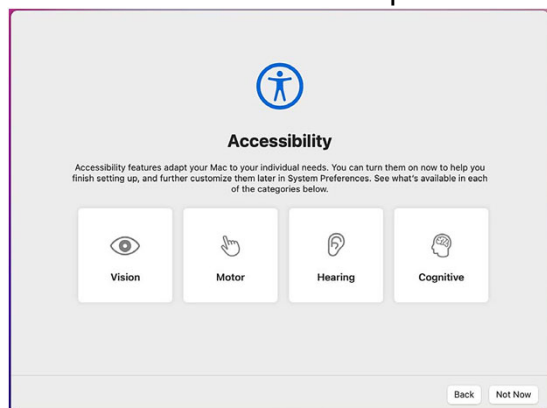 Accessibility
Accessibility features adapt your Mac to your individual needs. You can turn them on now to help you
finish setting up, and further customize them later in System Preferences. See what's available in each
of the categories below.
Vision
Motor
Hearing
Cognitive
Back
Not Now